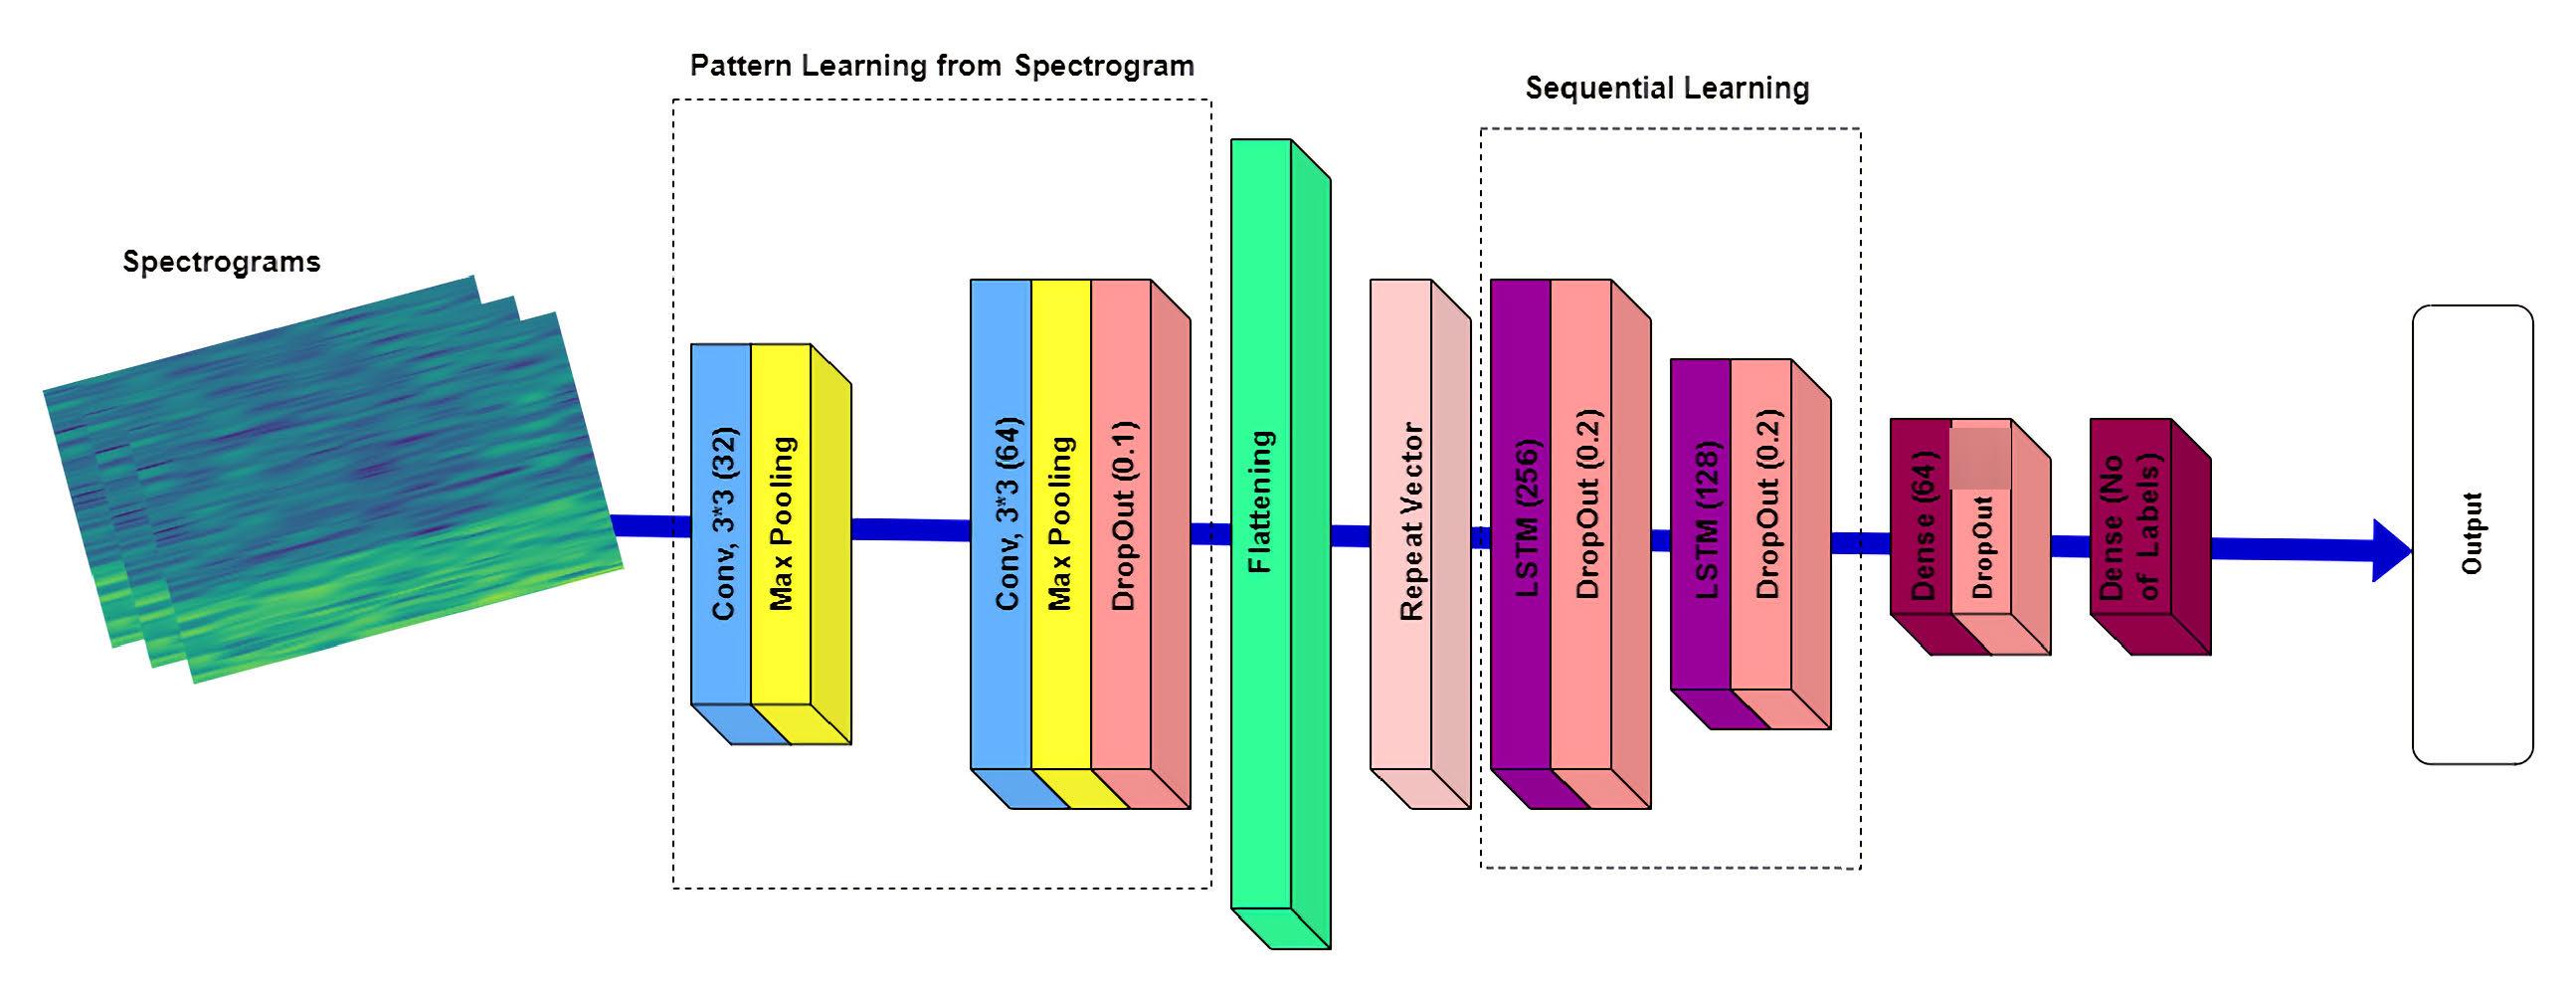 Pattern Learning from Spectrogram
Sequential Learning
Spectrograms
Conv, 3*3 (32)
Max Pooling
Conv, 3*3 (64)
Max Pooling
DropOut (0.1)
Flattening
Repeat Vector
LSTM (256)
DropOut (0.2)
LSTM (128)
DropOut (0.2)
Dense (64)
DropOut
Dense (No
of Labels)
Output